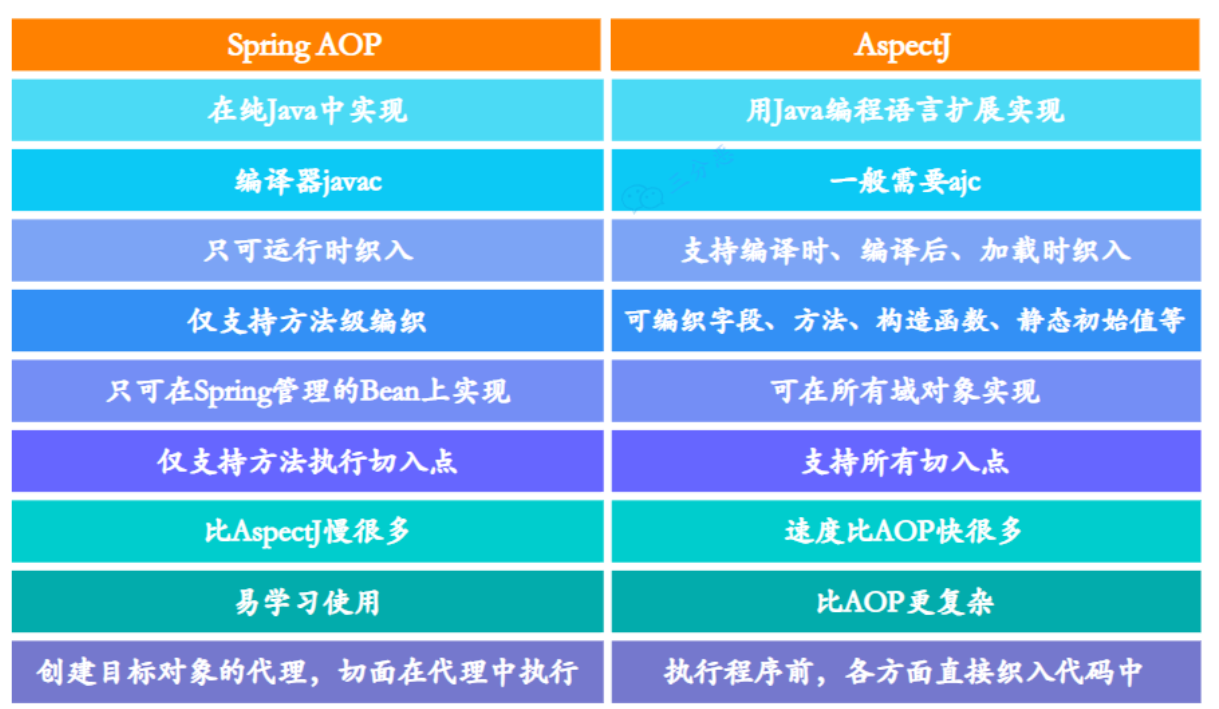 Spring AOP
AspectJ
在纯Java中实现
用Java编程语言扩展实现
编译器javac
一般需要ajc
只可运行时织入
支持编译时、编译后、加载时织入
仅支持方法级编织
可编织字段、方法、构造函数、静态初始值等
只可在Spring管理的Bean上实现
可在所有域对象实现
仅支持方法执行切入点
支持所有切入点
比AspectJ慢很多
速度比AOP快很多
易学习使用
比AOP更复杂
创建目标对象的代理，切面在代理中执行
执行程序前，各方面直接织入代码中